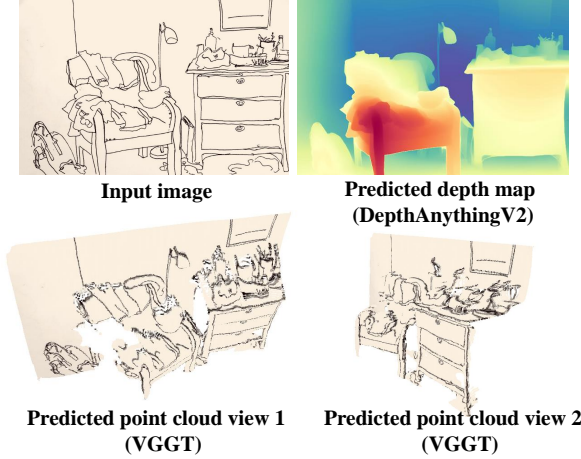 Input image
Predicted depth map
(DepthAnythingV2)
Predicted point cloud view 1
(VGGT)
Predicted point cloud view 2
(VGGT)